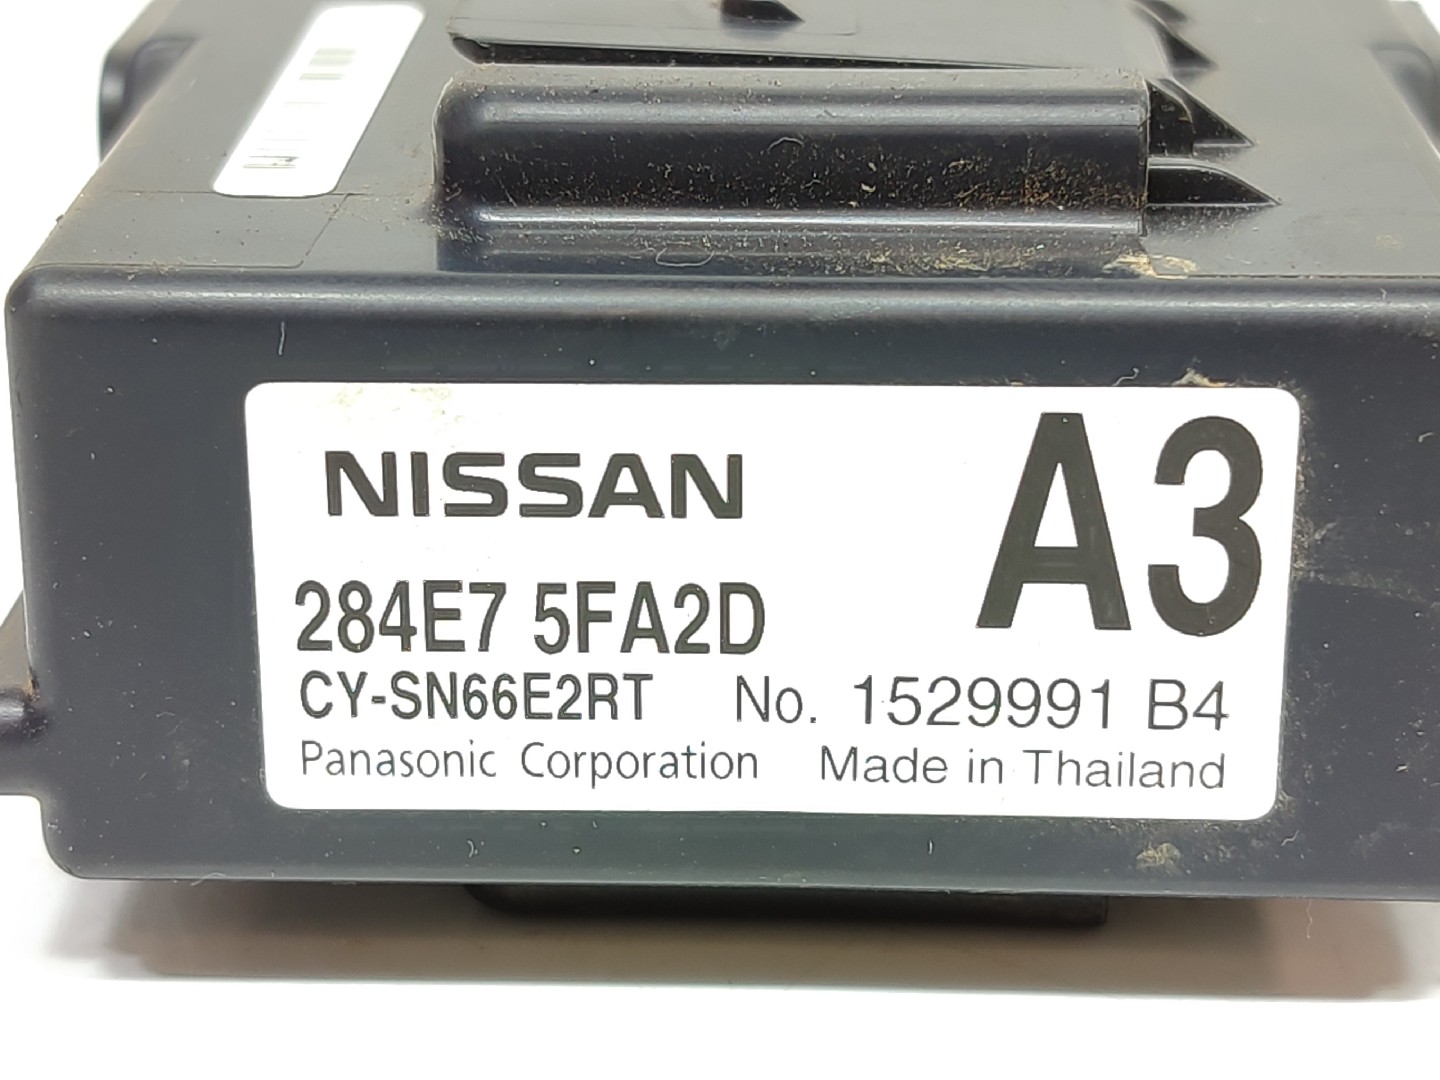 NISSAN A3
284E7 5FA2D
CY-SN66E2RT No. 1529991 B4
Panasonic Corporation Made in Thailand